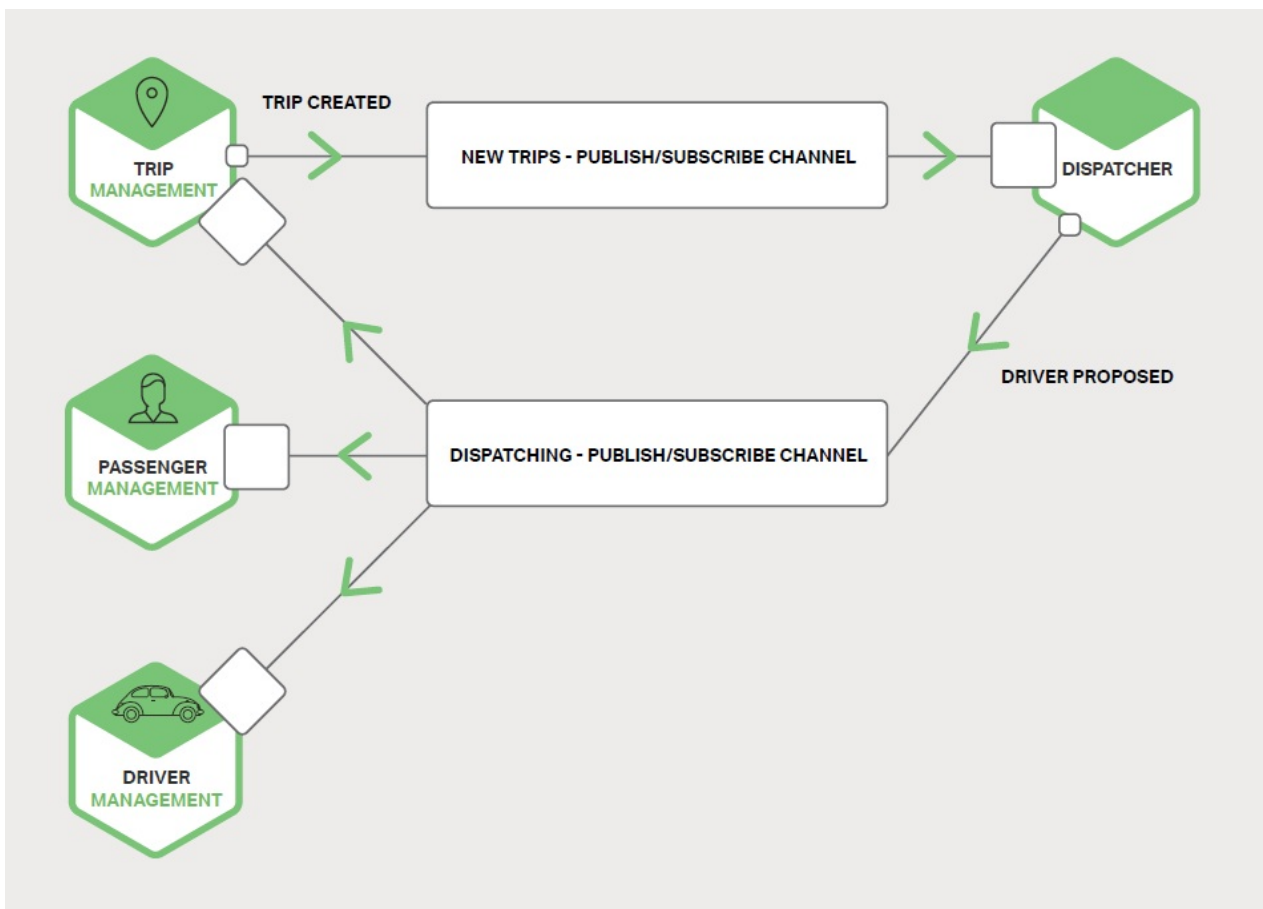 TRIP CREATED
NEW TRIPS - PUBLISH/SUBSCRIBE CHANNEL
TRIP
MANAGEMENT
DISPATCHER
DRIVER PROPOSED
DISPATCHING - PUBLISH/SUBSCRIBE CHANNEL
PASSENGER
MANAGEMENT
DRIVER
MANAGEMENT